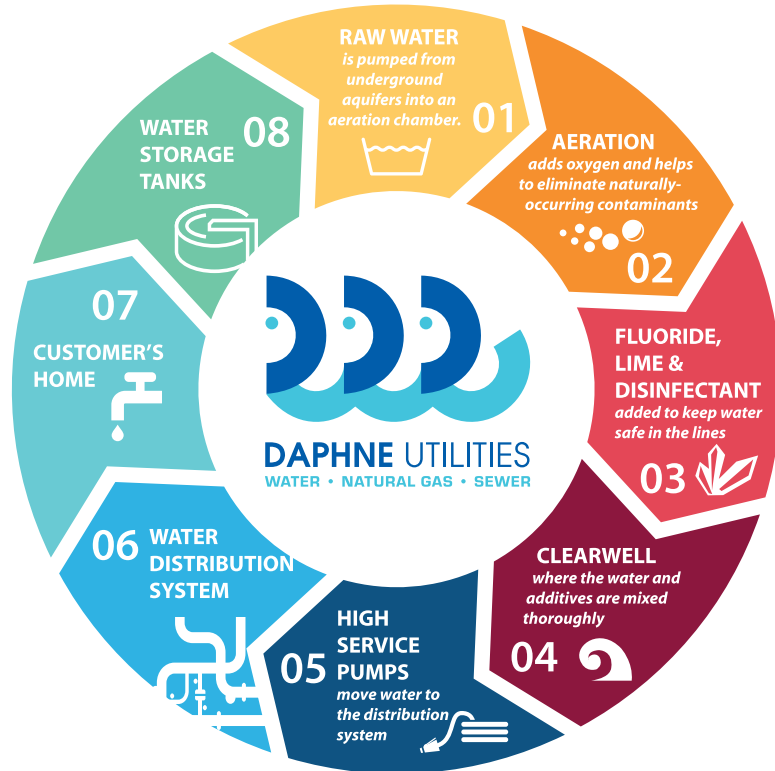 RAW WATER
is pumped from
underground
aquifers into an
aeration chamber.
01
AERATION
adds oxygen and helps
to eliminate naturally-
occurring contaminants
02
FLUORIDE,
LIME &
DISINFECTANT
added to keep water
safe in the lines
03
CLEARWELL
where the water and
additives are mixed
thoroughly
04
HIGH
SERVICE
PUMPS
05
move water to
the distribution
system
06
WATER
DISTRIBUTION
SYSTEM
07
CUSTOMER'S
HOME
08
WATER
STORAGE
TANKS
DAPHNE UTILITIES
WATER • NATURAL GAS • SEWER